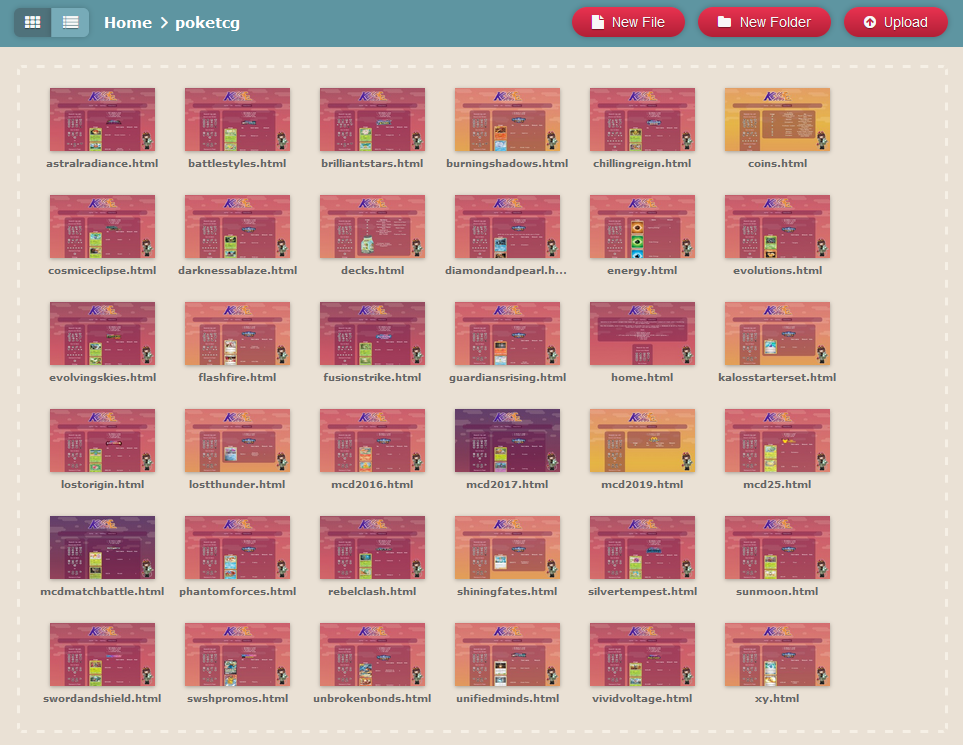 Home > poketcg
New File
New Folder
Upload
astralradiance.html
battlestyles.html
brilliantstars.html
burningshadows.html
chillingreign.html
coins.html
cosmiceclipse.html
darknessablaze.html
decks.html
diamondandpearl.h...
energy.html
evolutions.html
evolvingskies.html
flashfire.html
fusionstrike.html
guardiansrising.html
home.html
kalosstarterset.html
lostorigin.html
lostthunder.html
mcd2016.html
mcd2017.html
mcd2019.html
mcd25.html
mcdmatchbattle.html
phantomforces.html
rebelclash.html
shiningfates.html
silvertempest.html
sunmoon.html
swordandshield.html
swshpromos.html
unbrokenbonds.html
unifiedminds.html
vividvoltage.html
xy.html